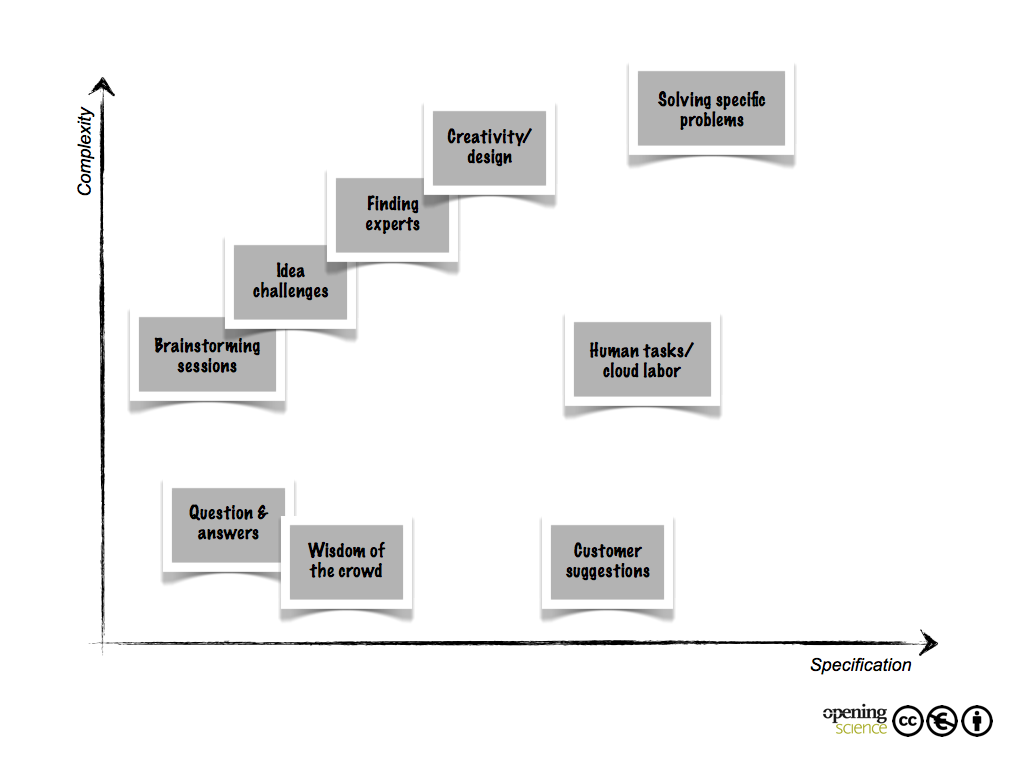 Complexity
Solving specific
problems
Creativity/
design
Finding
experts
Idea
challenges
Brainstorming
sessions
Human tasks/
cloud labor
Question &
answers
Wisdom of
the crowd
Customer
suggestions
Specification
opening
science
cc